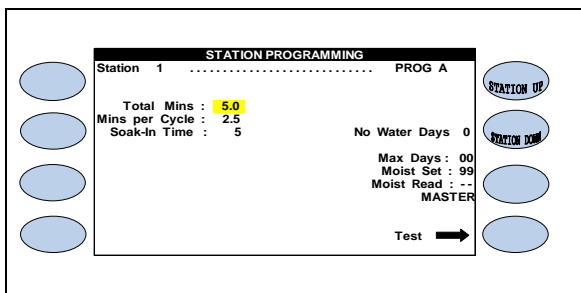 STATION PROGRAMMING
Station 1 ............................ PROG A
STATION UP
Total Mins : 5.0
Mins per Cycle : 2.5
Soak-In Time : 5 No Water Days 0
STATION DOWN
Max Days : 00
Moist Set : 99
Moist Read : --
MASTER
Test